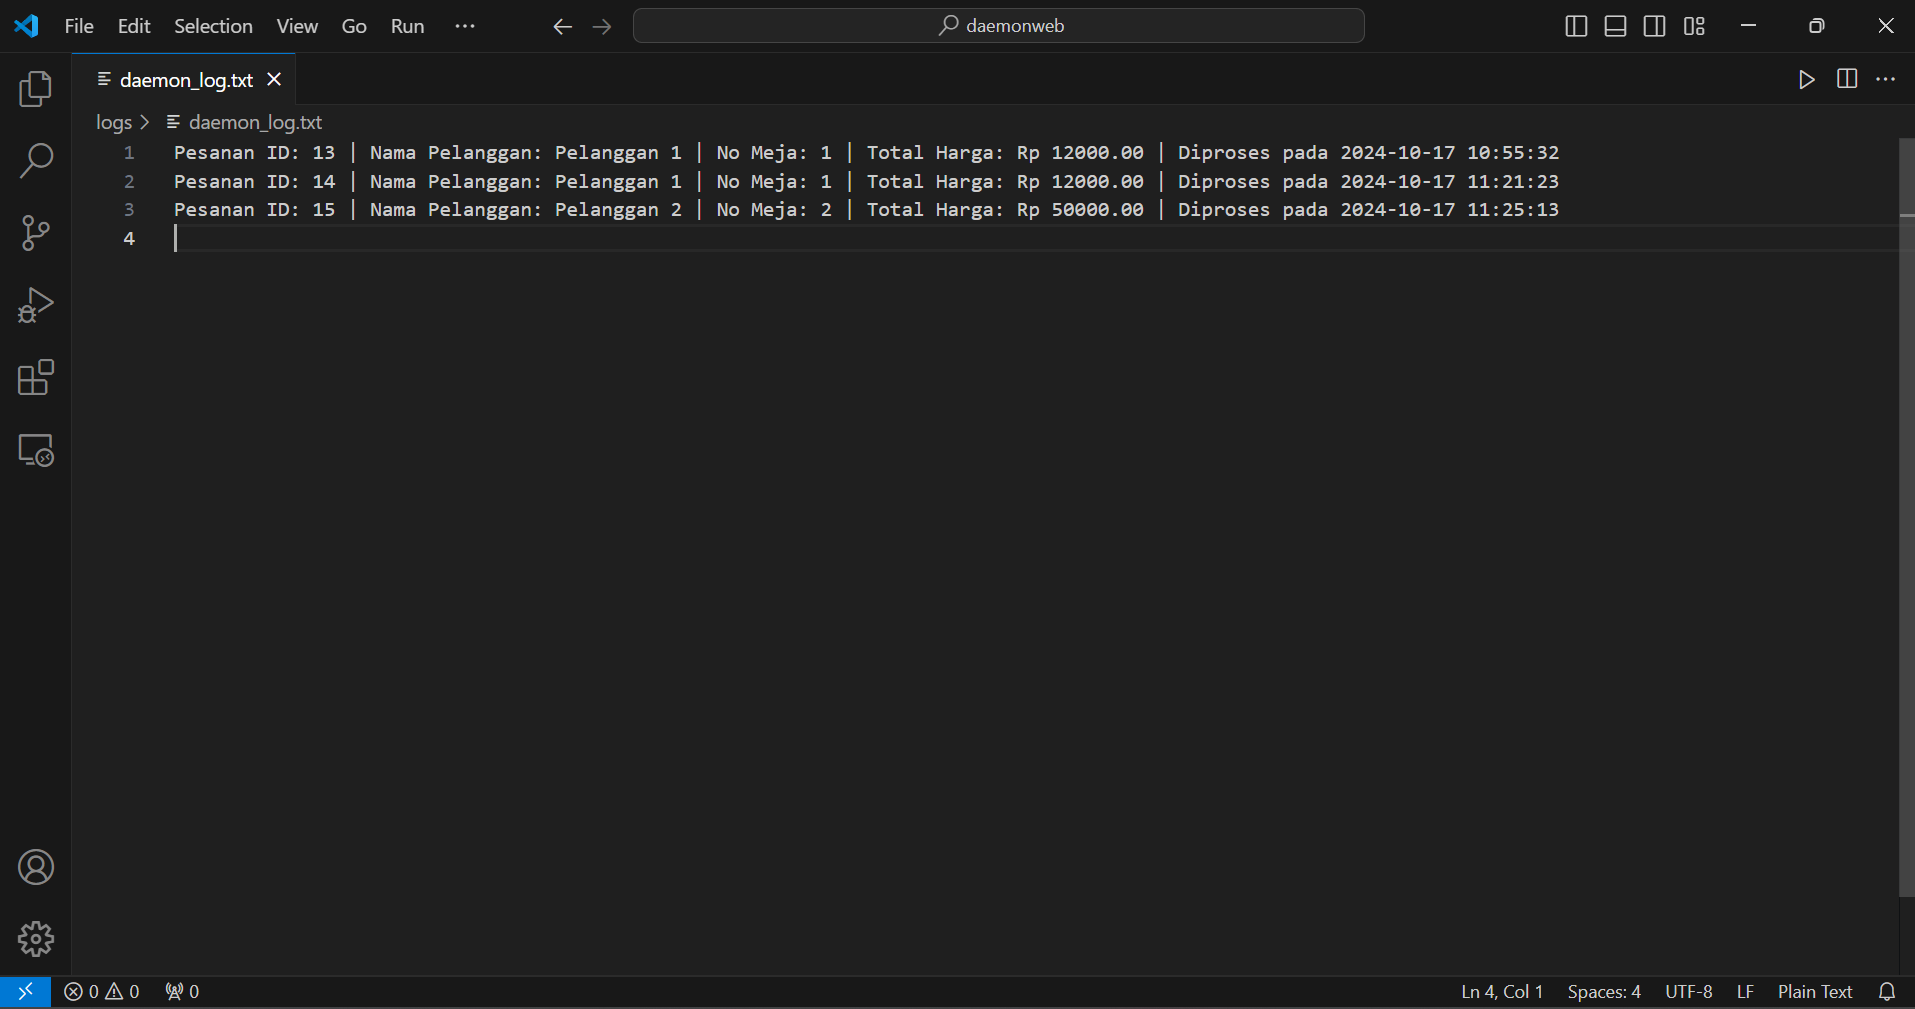 File Edit Selection View Go Run ··· daemonweb
daemon_log.txt
logs > daemon_log.txt
1 Pesanan ID: 13 | Nama Pelanggan: Pelanggan 1 | No Meja: 1 | Total Harga: Rp 12000.00 | Diproses pada 2024-10-17 10:55:32
2 Pesanan ID: 14 | Nama Pelanggan: Pelanggan 1 | No Meja: 1 | Total Harga: Rp 12000.00 | Diproses pada 2024-10-17 11:21:23
3 Pesanan ID: 15 | Nama Pelanggan: Pelanggan 2 | No Meja: 2 | Total Harga: Rp 50000.00 | Diproses pada 2024-10-17 11:25:13
4
0 0 0 Ln 4, Col 1 Spaces: 4 UTF-8 LF Plain Text